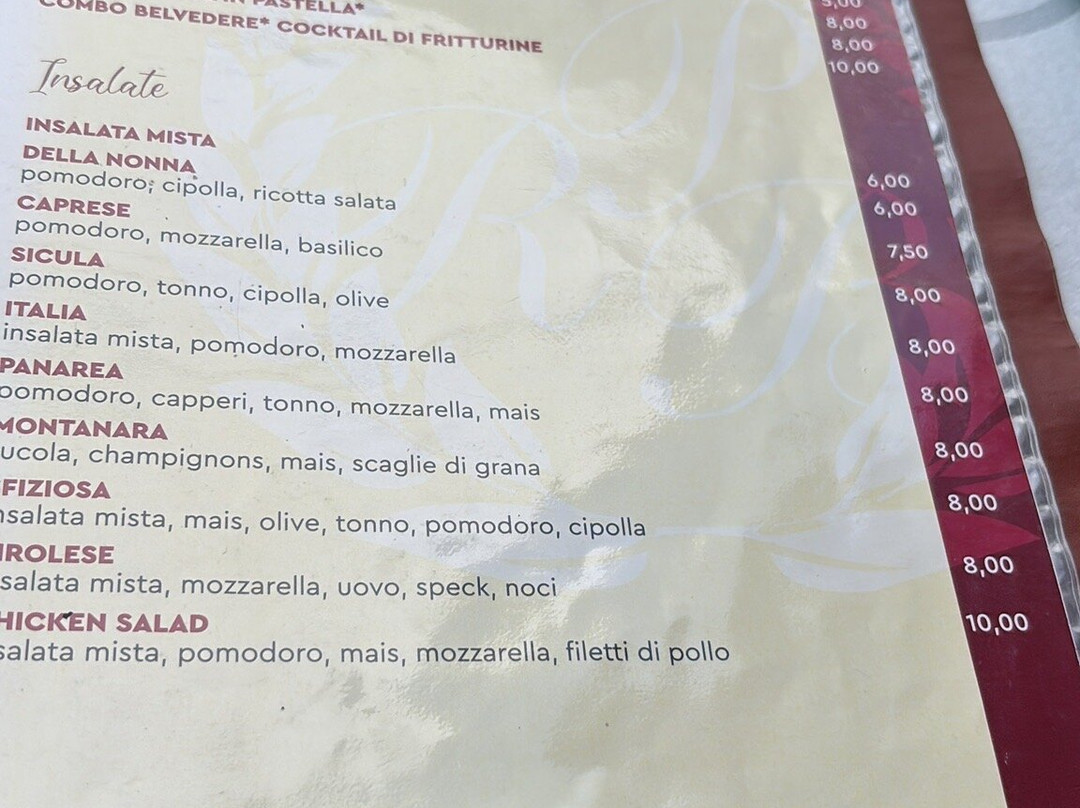 PASTELLA*
COMBO BELVEDERE* COCKTAIL DI FRITTURINE
5,00
8,00
8,00
10,00
Insalate
INSALATA MISTA 6,00
DELLA NONNA 6,00
pomodoro, cipolla, ricotta salata
CAPRESE 7,50
pomodoro, mozzarella, basilico
SICULA 8,00
pomodoro, tonno, cipolla, olive
ITALIA 8,00
insalata mista, pomodoro, mozzarella
PANAREA 8,00
pomodoro, capperi, tonno, mozzarella, mais
MONTANARA 8,00
ucola, champignons, mais, scaglie di grana
FIZIOSA 8,00
nsalata mista, mais, olive, tonno, pomodoro, cipolla
IROLESE 8,00
salata mista, mozzarella, uovo, speck, noci
HICKEN SALAD 10,00
salata mista, pomodoro, mais, mozzarella, filetti di pollo